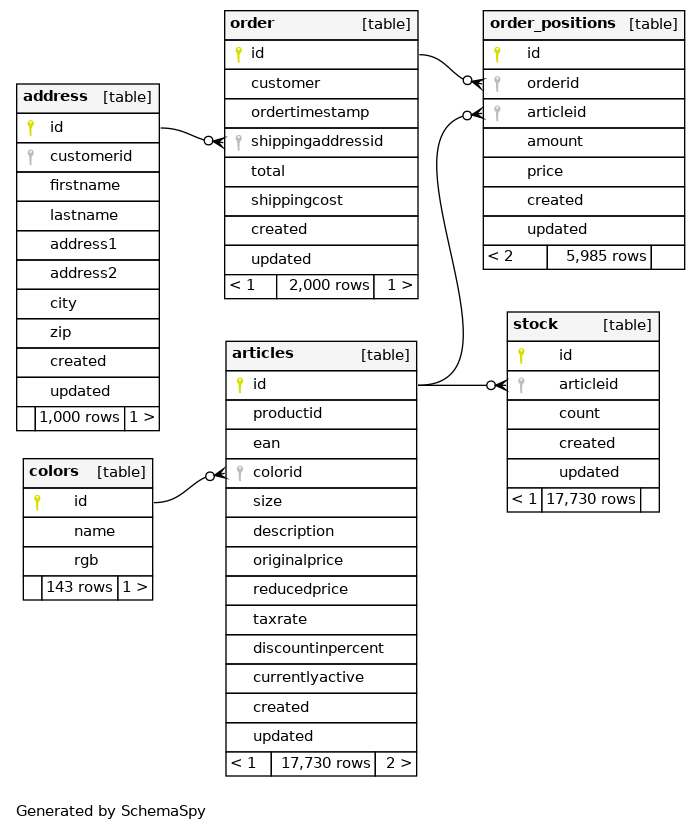 address [table]
id
customerid
firstname
lastname
address1
address2
city
zip
created
updated
1,000 rows 1 >
colors [table]
id
name
rgb
143 rows 1 >
order [table]
id
customer
ordertimestamp
shippingaddressid
total
shippingcost
created
updated
< 1 2,000 rows 1 >
articles [table]
id
productid
ean
colorid
size
description
originalprice
reducedprice
taxrate
discountinpercent
currentlyactive
created
updated
< 1 17,730 rows 2 >
order_positions [table]
id
orderid
articleid
amount
price
created
updated
< 2 5,985 rows
stock [table]
id
articleid
count
created
updated
< 1 17,730 rows
Generated by SchemaSpy